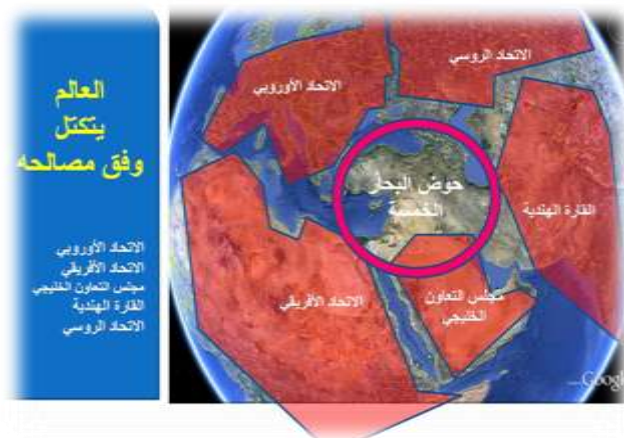 العالم
يتكتل
وفق مصالحه
الاتحاد الأوروبي
الاتحاد الأفريقي
مجلس التعاون الخليجي
القارة الهندية
الاتحاد الروسي
الاتحاد الروسي
الاتحاد الأوروبي
حوض البحار
الخمسة
القارة الهندية
الاتحاد الأفريقي
مجلس التعاون
الخليجي
Google